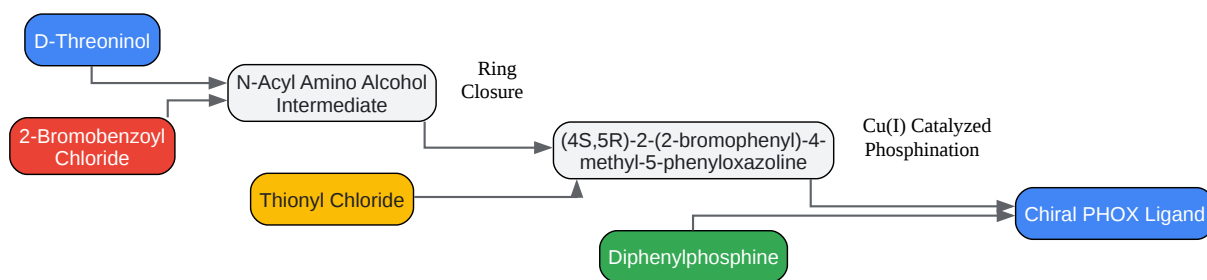 D-Threoninol
N-Acyl Amino Alcohol
Intermediate
Ring
Closure
2-Bromobenzoyl
Chloride
(4S,5R)-2-(2-bromophenyl)-4-
methyl-5-phenyloxazoline
Cu(I) Catalyzed
Phosphination
Thionyl Chloride
Chiral PHOX Ligand
Diphenylphosphine